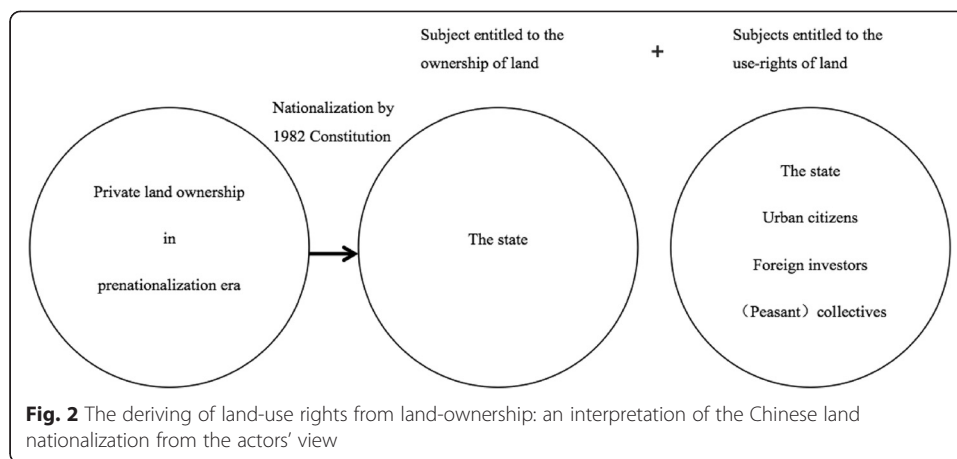 Subject entitled to the
ownership of land
+
Subjects entitled to the
use-rights of land
Nationalization by
1982 Constitution
Private land ownership
in
prenationalization era
The state
The state
Urban citizens
Foreign investors
（Peasant）collectives
Fig. 2 The deriving of land-use rights from land-ownership: an interpretation of the Chinese land
nationalization from the actors’ view